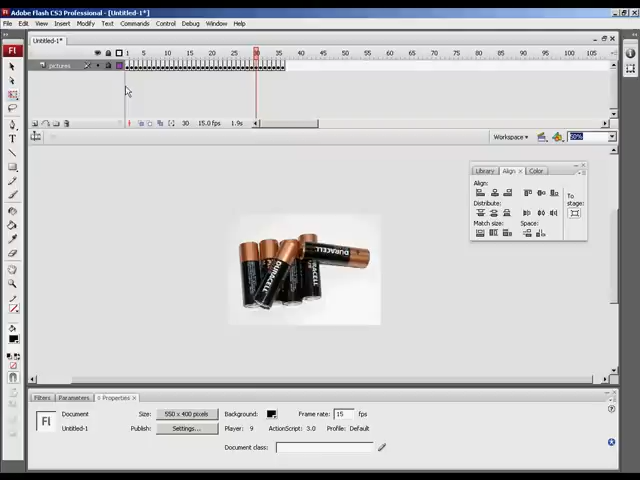 Adobe Flash CS3 Professional - [Untitled-1*]
File Edit View Insert Modify Text Commands Control Debug Window Help
Untitled-1*
1 5 10 15 20 25 30 35 40 45 50 55 60 65 70 75 80 85 90 95 100 105
pictures
30 15.0 fps 1.9s
Workspace 50%
Library Align Color
Align:
To stage:
Distribute:
Match size: Space:
DURACELL
DURACELL
DURACELL
Filters Parameters Properties
Document Size: 550 x 400 pixels Background: Frame rate: 15 fps
Untitled-1 Publish: Settings... Player: 9 ActionScript: 3.0 Profile: Default
Document class: